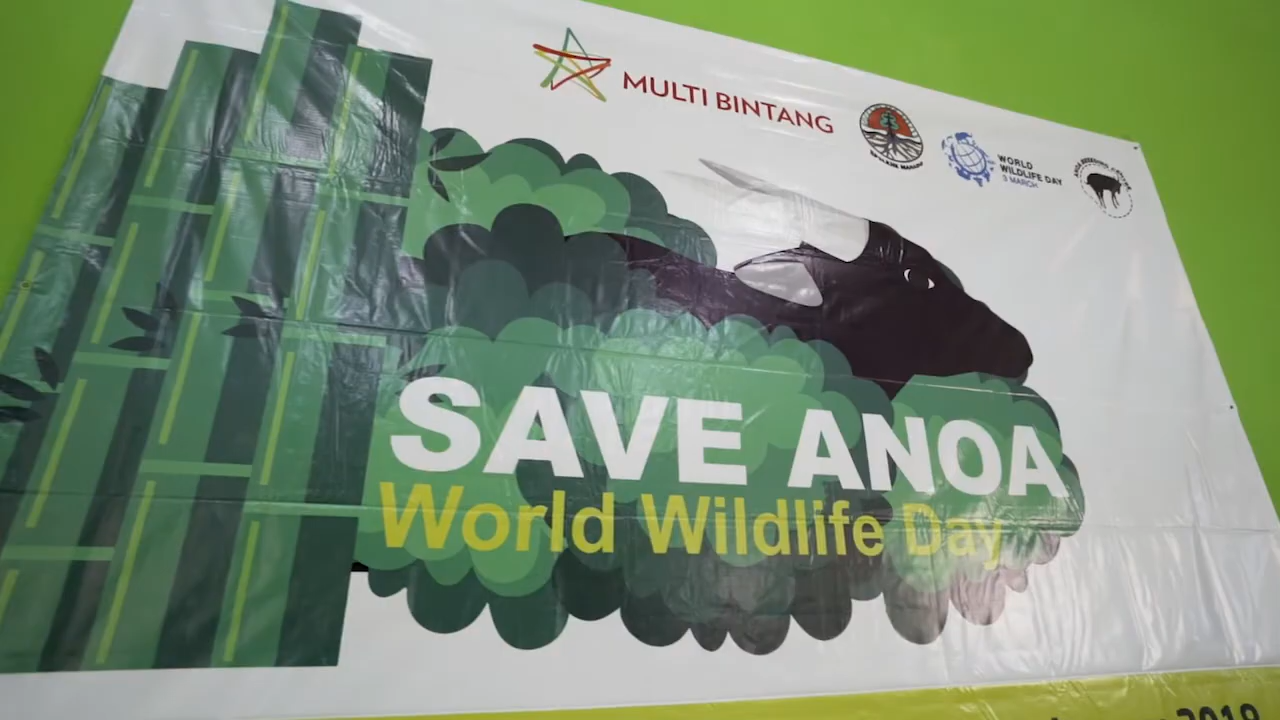 MULTI BINTANG
WORLD
WILDLIFE DAY
3 MARCH
SAVE ANOA
World Wildlife Day
2019